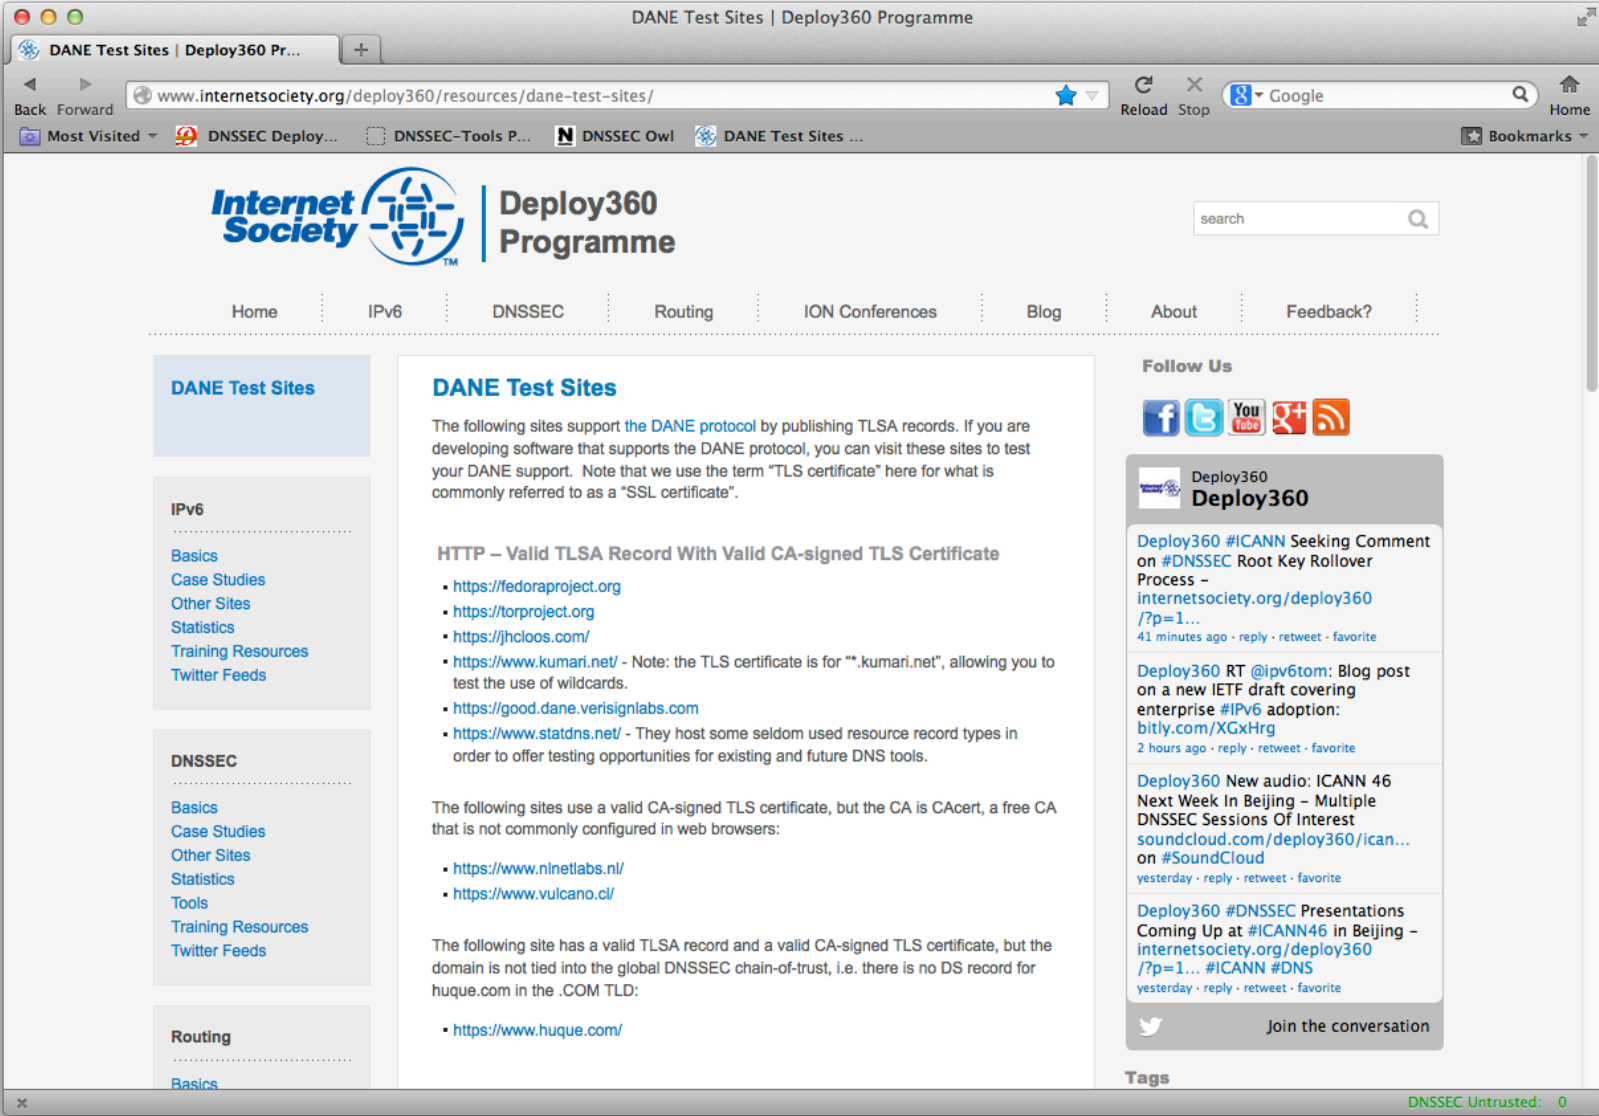 DANE Test Sites | Deploy360 Programme
DANE Test Sites | Deploy360 Pr...
Back Forward
www.internetsociety.org/deploy360/resources/dane-test-sites/
Reload Stop
Google
Home
Most Visited
DNSSEC Deploy...
DNSSEC-Tools P...
DNSSEC Owl
DANE Test Sites ...
Bookmarks
Internet
Society
TM
Deploy360
Programme
search
Home
IPv6
DNSSEC
Routing
ION Conferences
Blog
About
Feedback?
DANE Test Sites
IPv6
Basics
Case Studies
Other Sites
Statistics
Training Resources
Twitter Feeds
DNSSEC
Basics
Case Studies
Other Sites
Statistics
Tools
Training Resources
Twitter Feeds
Routing
Basics
DANE Test Sites
The following sites support the DANE protocol by publishing TLSA records. If you are
developing software that supports the DANE protocol, you can visit these sites to test
your DANE support.  Note that we use the term “TLS certificate” here for what is
commonly referred to as a “SSL certificate”.
HTTP – Valid TLSA Record With Valid CA-signed TLS Certificate
▪ https://fedoraproject.org
▪ https://torproject.org
▪ https://jhcloos.com/
▪ https://www.kumari.net/ - Note: the TLS certificate is for “*.kumari.net”, allowing you to
test the use of wildcards.
▪ https://good.dane.verisignlabs.com
▪ https://www.statdns.net/ - They host some seldom used resource record types in
order to offer testing opportunities for existing and future DNS tools.
The following sites use a valid CA-signed TLS certificate, but the CA is CAcert, a free CA
that is not commonly configured in web browsers:
▪ https://www.nlnetlabs.nl/
▪ https://www.vulcano.cl/
The following site has a valid TLSA record and a valid CA-signed TLS certificate, but the
domain is not tied into the global DNSSEC chain-of-trust, i.e. there is no DS record for
huque.com in the .COM TLD:
▪ https://www.huque.com/
Follow Us
You
Tube
Deploy360
Deploy360
Deploy360 #ICANN Seeking Comment
on #DNSSEC Root Key Rollover
Process –
internetsociety.org/deploy360
/?p=1...
41 minutes ago · reply · retweet · favorite
Deploy360 RT @ipv6tom: Blog post
on a new IETF draft covering
enterprise #IPv6 adoption:
bitly.com/XGxHrg
2 hours ago · reply · retweet · favorite
Deploy360 New audio: ICANN 46
Next Week In Beijing – Multiple
DNSSEC Sessions Of Interest
soundcloud.com/deploy360/ican...
on #SoundCloud
yesterday · reply · retweet · favorite
Deploy360 #DNSSEC Presentations
Coming Up at #ICANN46 in Beijing –
internetsociety.org/deploy360
/?p=1... #ICANN #DNS
yesterday · reply · retweet · favorite
Join the conversation
Tags
DNSSEC Untrusted: 0